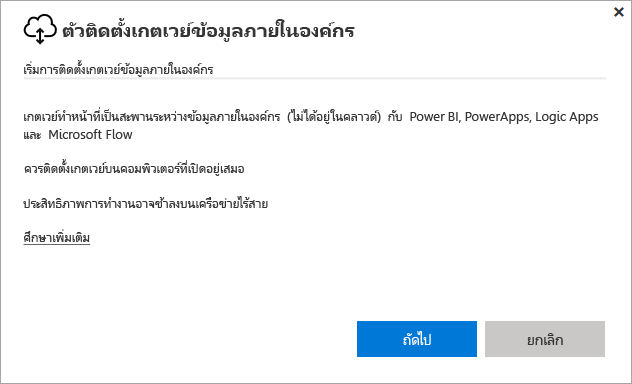 ตัวติดตั้งเกตเวย์ข้อมูลภายในองค์กร
เริ่มการติดตั้งเกตเวย์ข้อมูลภายในองค์กร
เกตเวย์ทำหน้าที่เป็นสะพานระหว่างข้อมูลภายในองค์กร (ไม่ได้อยู่ในคลาวด์) กับ Power BI, PowerApps, Logic Apps
และ Microsoft Flow
ควรติดตั้งเกตเวย์บนคอมพิวเตอร์ที่เปิดอยู่เสมอ
ประสิทธิภาพการทำงานอาจช้าลงบนเครือข่ายไร้สาย
ศึกษาเพิ่มเติม
ถัดไป ยกเลิก